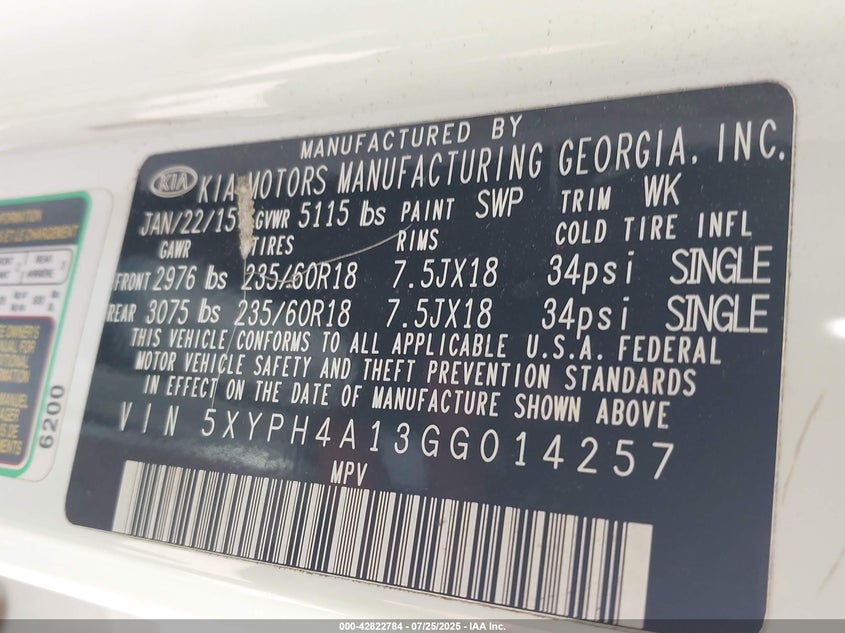 MANUFACTURED BY
KIA KIA MOTORS MANUFACTURING GEORGIA, INC.
JAN/22/15 GVWR 5115 lbs PAINT SWP TRIM WK
GAWR TIRES RIMS COLD TIRE INFL
FRONT 2976 lbs 235/60R18 7.5JX18 34psi SINGLE
REAR 3075 lbs 235/60R18 7.5JX18 34psi SINGLE
THIS VEHICLE CONFORMS TO ALL APPLICABLE U.S.A. FEDERAL
MOTOR VEHICLE SAFETY AND THEFT PREVENTION STANDARDS
IN EFFECT ON THE DATE OF MANUFACTURE SHOWN ABOVE
VIN 5XYPH4A13GG014257
MPV
6200
000-42822784 - 07/25/2025 - IAA Inc.